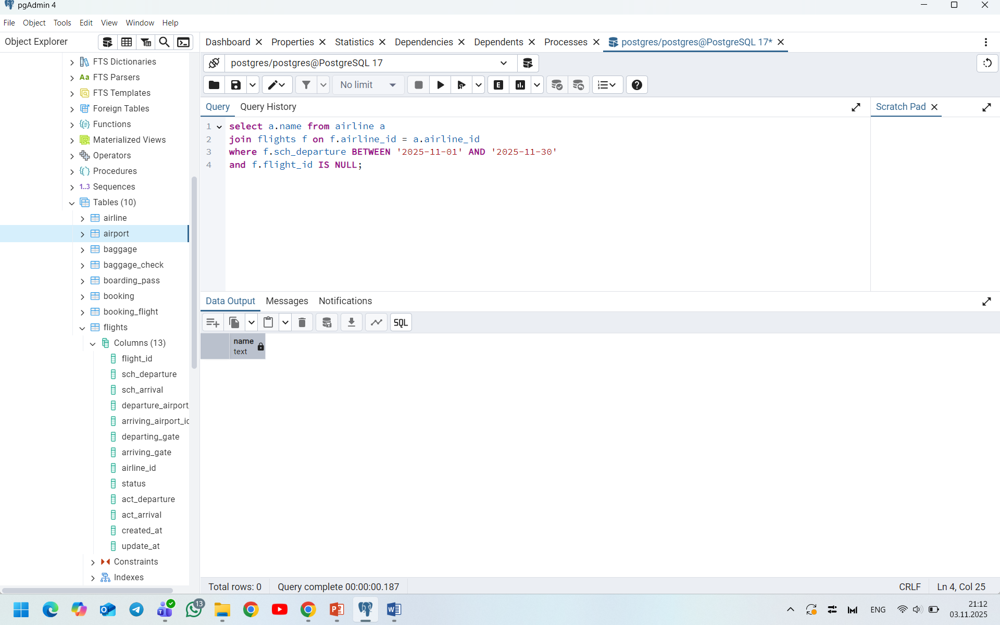 pgAdmin 4
File Object Tools Edit View Window Help
Object Explorer
Dashboard Properties Statistics Dependencies Dependents Processes postgres/postgres@PostgreSQL 17*
postgres/postgres@PostgreSQL 17
No limit
E
Query Query History
Scratch Pad
FTS Dictionaries
Aa FTS Parsers
FTS Templates
Foreign Tables
Functions
Materialized Views
Operators
Procedures
1..3 Sequences
Tables (10)
airline
airport
baggage
baggage_check
boarding_pass
booking
booking_flight
flights
Columns (13)
flight_id
sch_departure
sch_arrival
departure_airport_
arriving_airport_id
departing_gate
arriving_gate
airline_id
status
act_departure
act_arrival
created_at
update_at
Constraints
Indexes
1 select a.name from airline a
2 join flights f on f.airline_id = a.airline_id
3 where f.sch_departure BETWEEN '2025-11-01' AND '2025-11-30'
4 and f.flight_id IS NULL;
Data Output Messages Notifications
SQL
name
text
Total rows: 0 Query complete 00:00:00.187
CRLF Ln 4, Col 25
13
ENG
21:12
03.11.2025